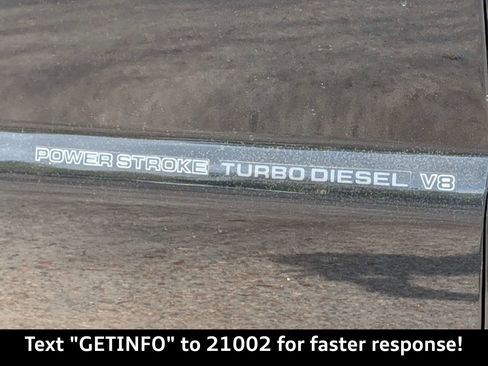 POWER STROKE TURBO DIESEL V8
Text "GETINFO" to 21002 for faster response!